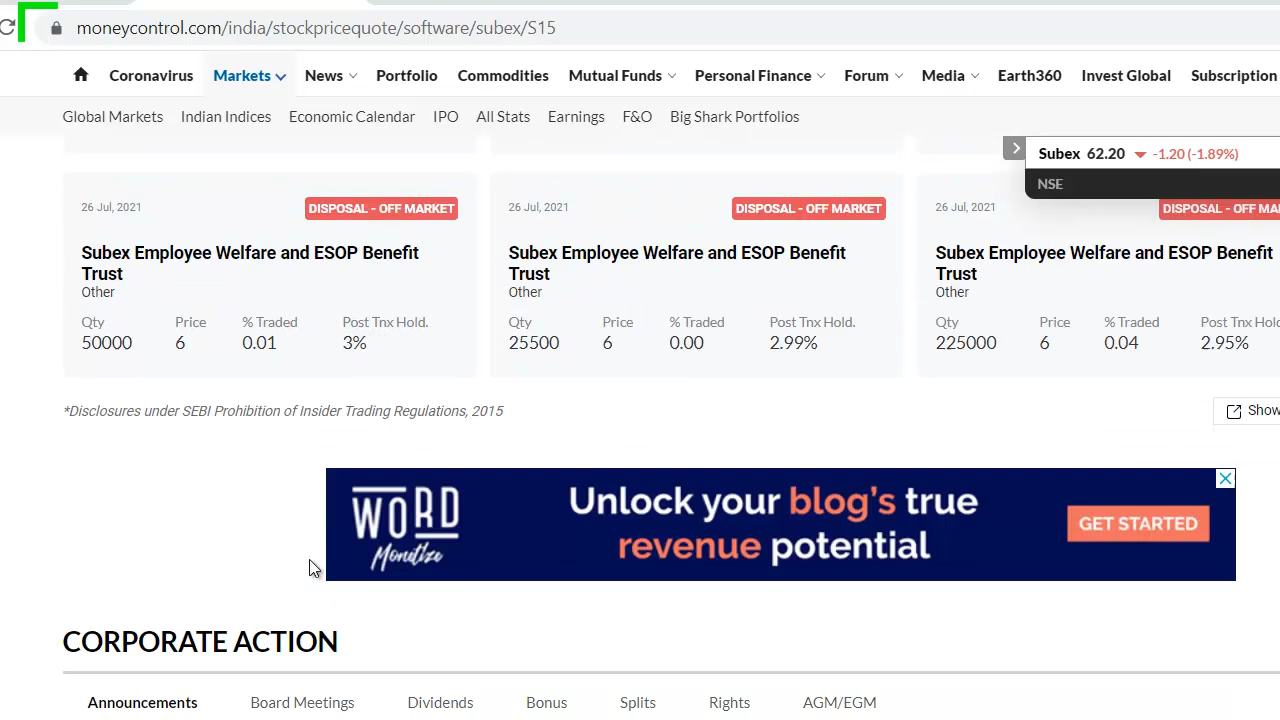 moneycontrol.com/india/stockpricequote/software/subex/S15
Coronavirus Markets News Portfolio Commodities Mutual Funds Personal Finance Forum Media Earth360 Invest Global Subscription
Global Markets Indian Indices Economic Calendar IPO All Stats Earnings F&O Big Shark Portfolios
Subex 62.20 -1.20 (-1.89%)
NSE
26 Jul, 2021 DISPOSAL - OFF MARKET 26 Jul, 2021 DISPOSAL - OFF MARKET 26 Jul, 2021 DISPOSAL - OFF MA
Subex Employee Welfare and ESOP Benefit Subex Employee Welfare and ESOP Benefit Subex Employee Welfare and ESOP Benefit
Trust Trust Trust
Other Other Other
Qty Price % Traded Post Tnx Hold. Qty Price % Traded Post Tnx Hold. Qty Price % Traded Post Tnx Hold
50000 6 0.01 3% 25500 6 0.00 2.99% 225000 6 0.04 2.95%
*Disclosures under SEBI Prohibition of Insider Trading Regulations, 2015
Show
WORD
Monetize
Unlock your blog's true
revenue potential
GET STARTED
CORPORATE ACTION
Announcements Board Meetings Dividends Bonus Splits Rights AGM/EGM